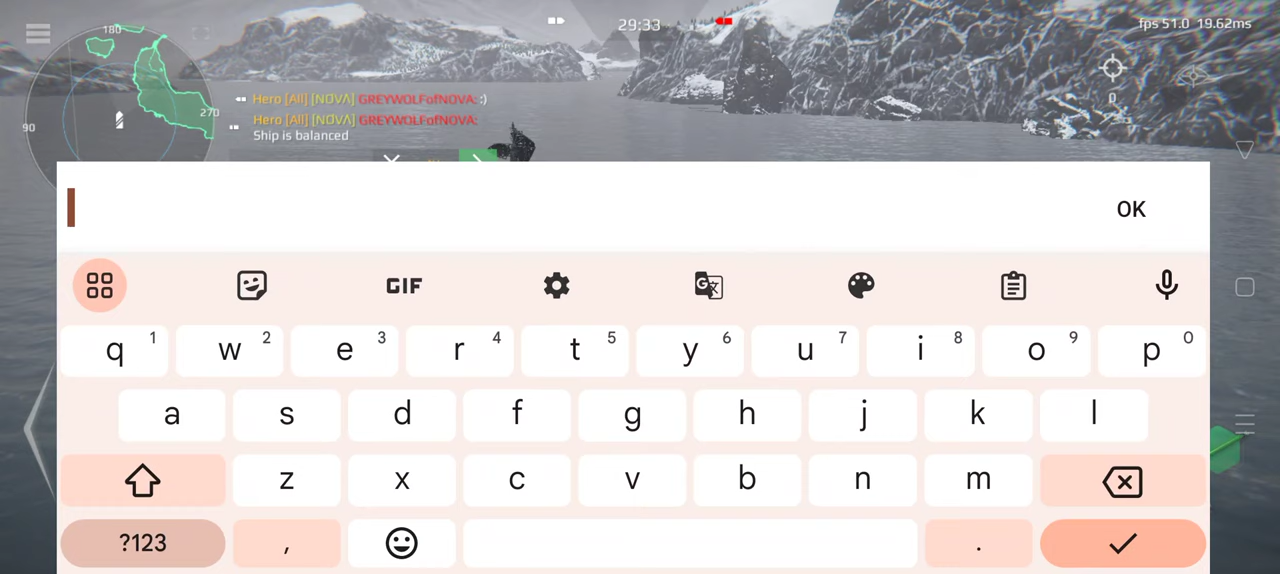 180
29:33
fps 51.0 19.62ms
Hero [All] [NOVA] GREYWOLFofNOVA: :)
270
0
Hero [All] [NOVA] GREYWOLFofNOVA:
90
Ship is balanced
OK
GIF
q 1 w 2 e 3 r 4 t 5 y 6 u 7 i 8 o 9 p 0
a s d f g h j k l
z x c v b n m
?123 , .